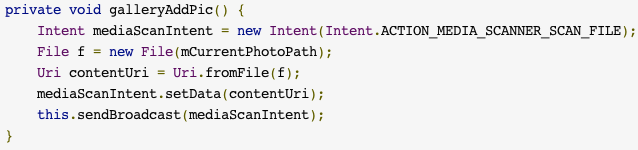 private void galleryAddPic() {
    Intent mediaScanIntent = new Intent(Intent.ACTION_MEDIA_SCANNER_SCAN_FILE);
    File f = new File(mCurrentPhotoPath);
    Uri contentUri = Uri.fromFile(f);
    mediaScanIntent.setData(contentUri);
    this.sendBroadcast(mediaScanIntent);
}